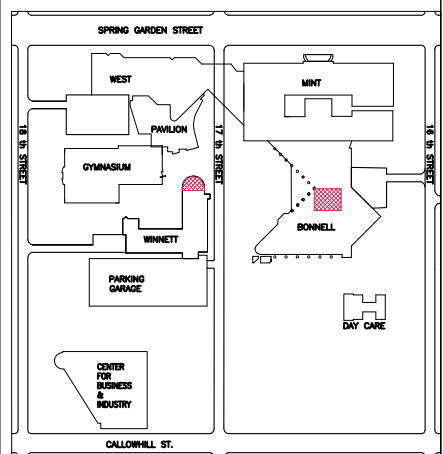 SPRING GARDEN STREET
WEST
MINT
PAVILION
18 th STREET
17 th STREET
16 th STREET
GYMNASIUM
BONNELL
WINNETT
PARKING
GARAGE
DAY CARE
CENTER
FOR
BUSINESS
&
INDUSTRY
CALLOWHILL ST.